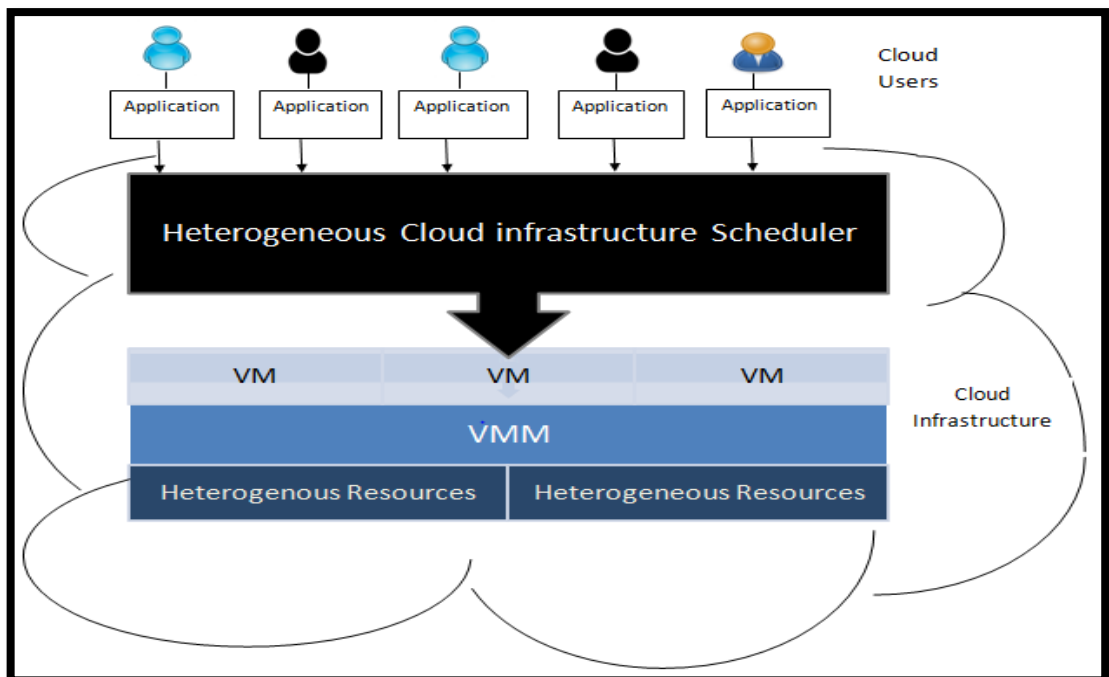 Cloud
Users
Application
Application
Application
Application
Application
Heterogeneous Cloud infrastructure Scheduler
VM
VM
VM
VMM
Cloud
Infrastructure
Heterogenous Resources
Heterogeneous Resources